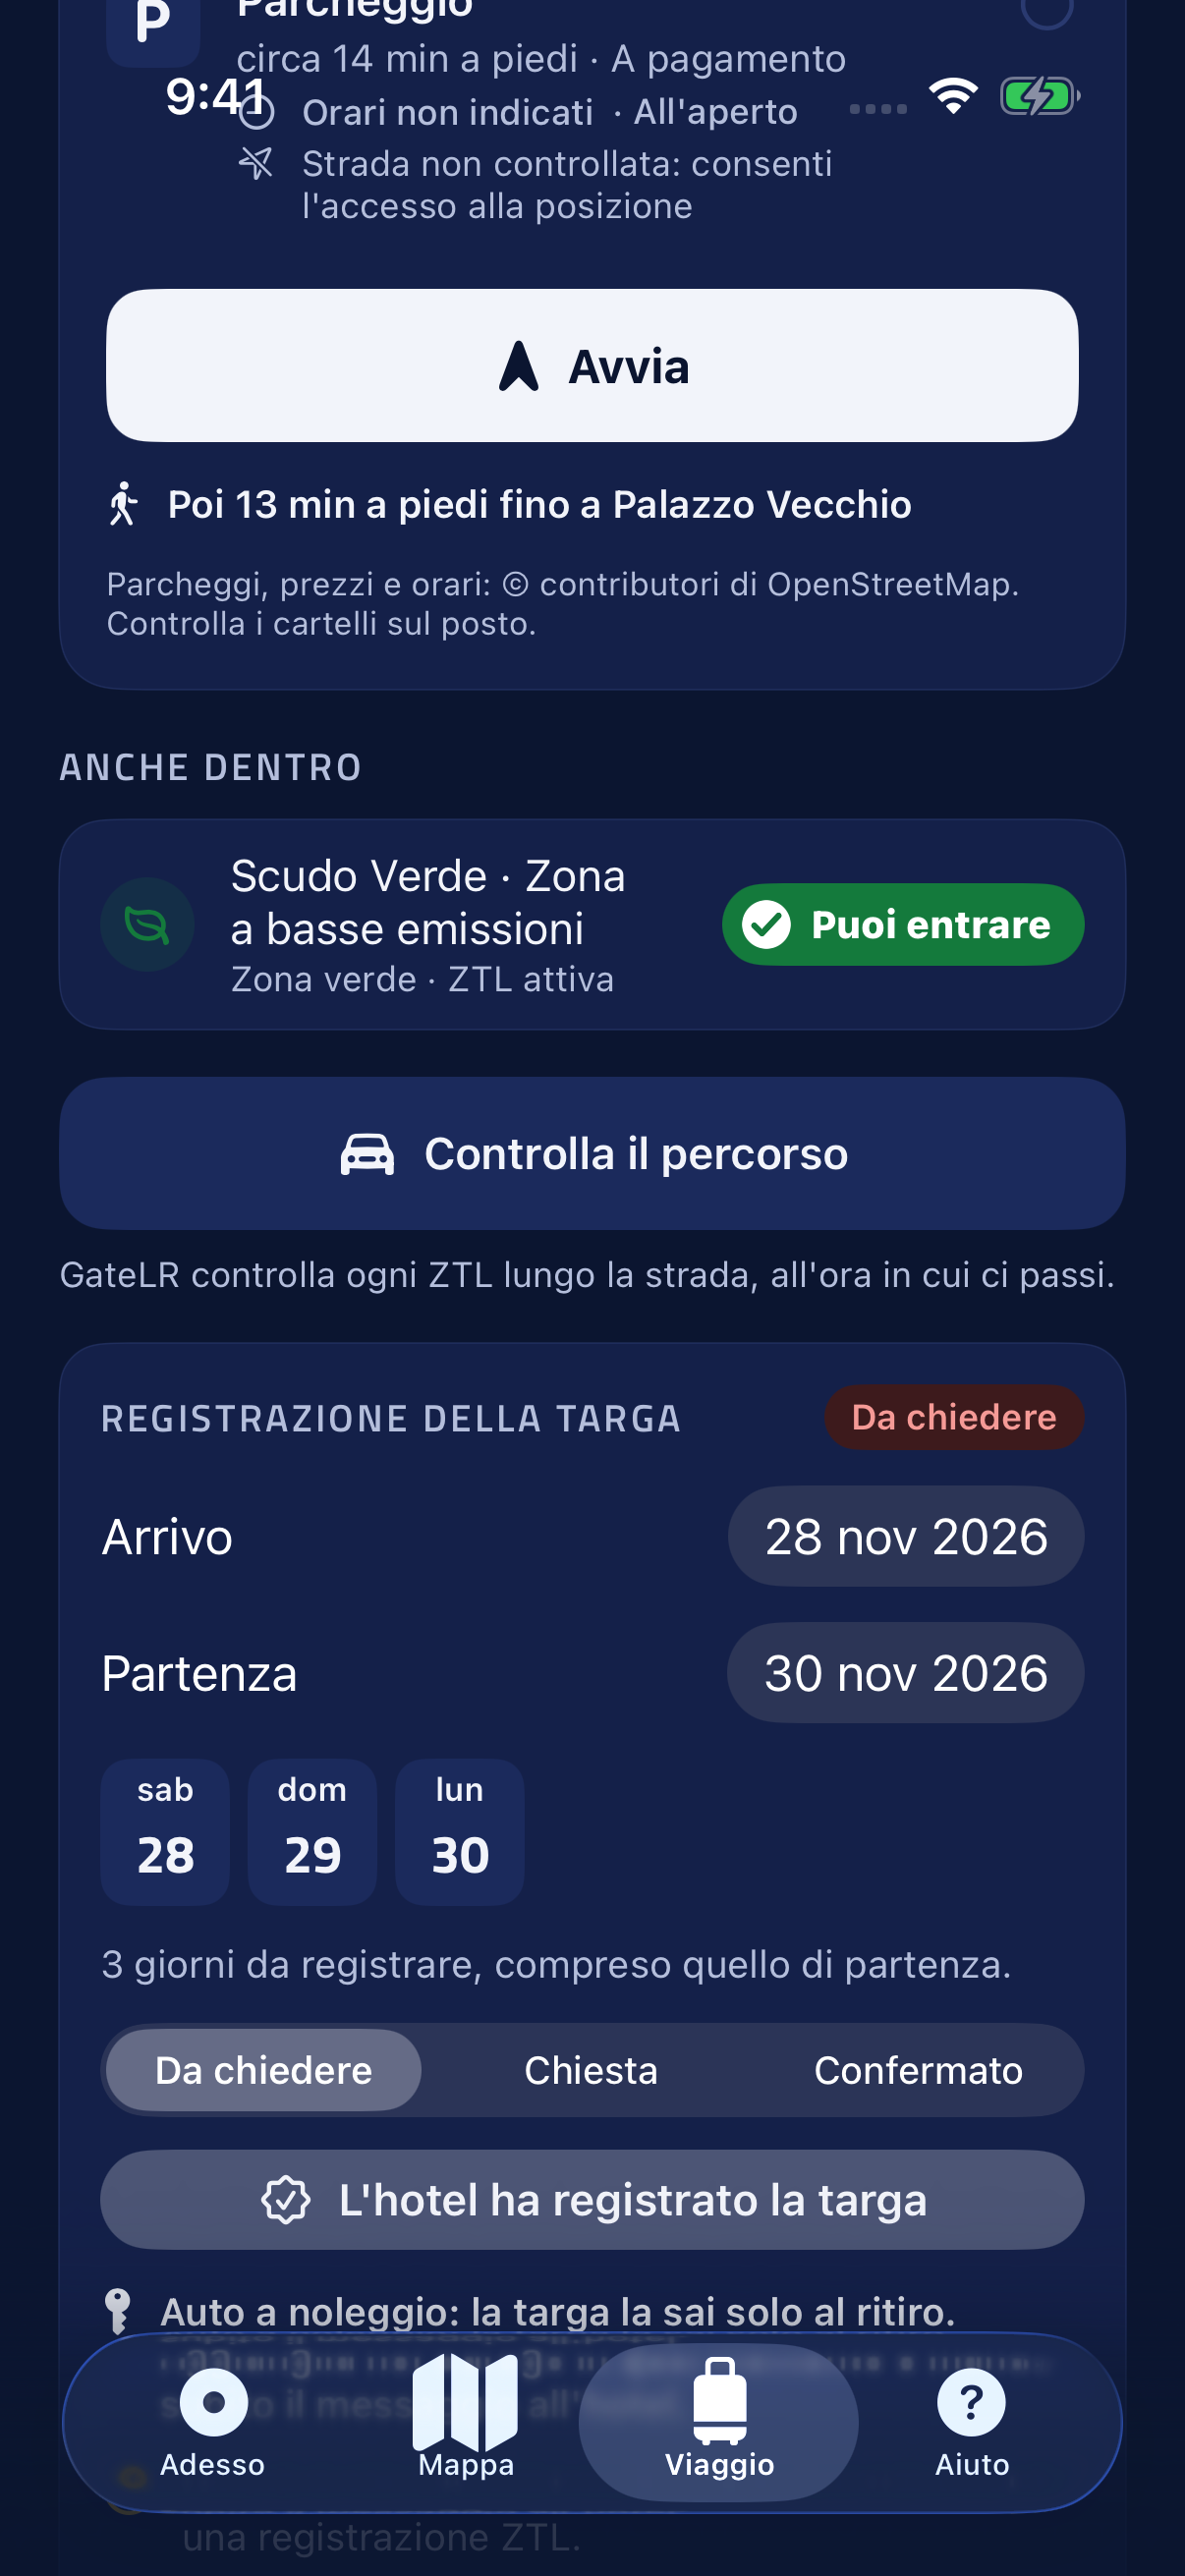 Parcheggio
P
circa 14 min a piedi · A pagamento
9:41
Orari non indicati · All'aperto
Strada non controllata: consenti
l'accesso alla posizione
Avvia
Poi 13 min a piedi fino a Palazzo Vecchio
Parcheggi, prezzi e orari: © contributori di OpenStreetMap.
Controlla i cartelli sul posto.
ANCHE DENTRO
Scudo Verde · Zona
a basse emissioni
Zona verde · ZTL attiva
Puoi entrare
Controlla il percorso
GateLR controlla ogni ZTL lungo la strada, all'ora in cui ci passi.
REGISTRAZIONE DELLA TARGA
Da chiedere
Arrivo
28 nov 2026
Partenza
30 nov 2026
sab dom lun
28 29 30
3 giorni da registrare, compreso quello di partenza.
Da chiedere Chiesta Confermato
L'hotel ha registrato la targa
Auto a noleggio: la targa la sai solo al ritiro.
Adesso Mappa Viaggio Aiuto
una registrazione ZTL.